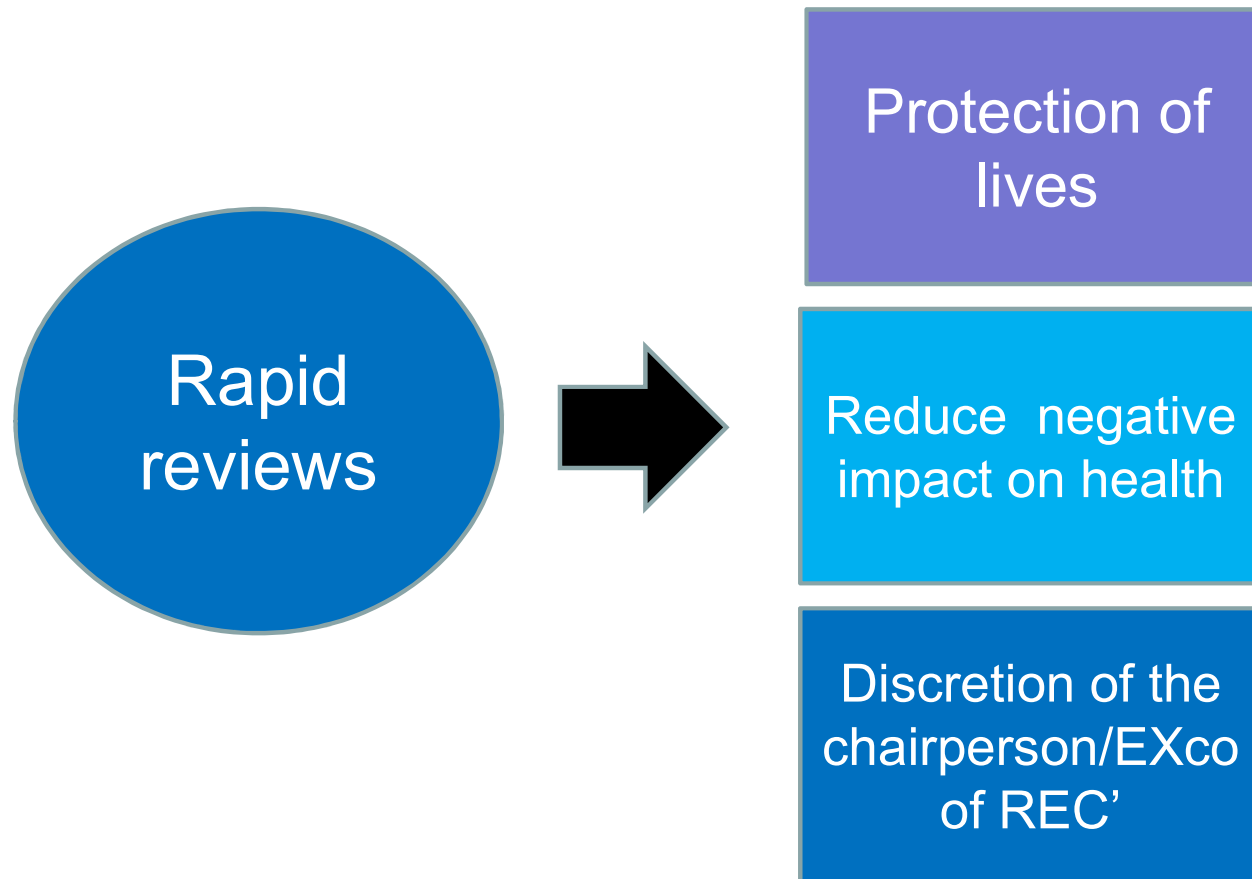 Rapid
reviews
Protection of
lives
Reduce  negative
impact on health
Discretion of the
chairperson/EXco
of REC’